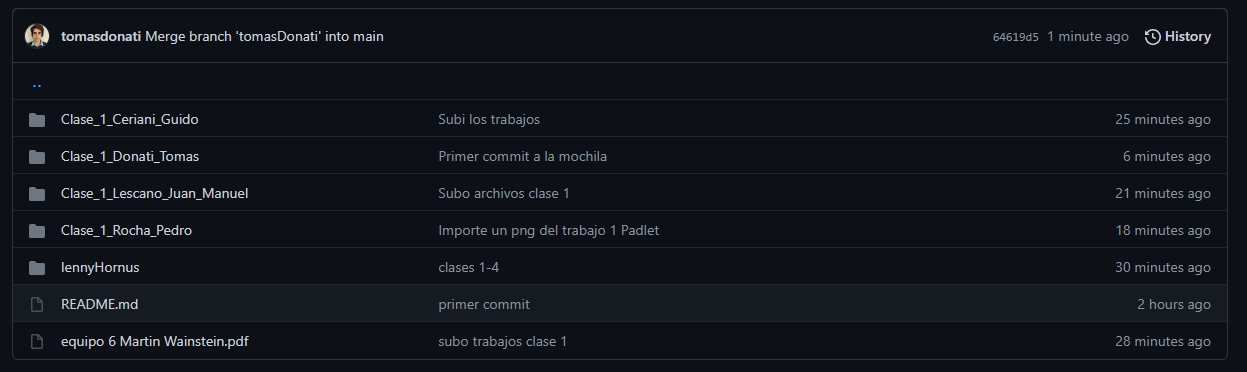 tomasdonati Merge branch 'tomasDonati' into main 64619d5 1 minute ago History
..
Clase_1_Ceriani_Guido Subi los trabajos 25 minutes ago
Clase_1_Donati_Tomas Primer commit a la mochila 6 minutes ago
Clase_1_Lescano_Juan_Manuel Subo archivos clase 1 21 minutes ago
Clase_1_Rocha_Pedro Importe un png del trabajo 1 Padlet 18 minutes ago
lennyHornus clases 1-4 30 minutes ago
README.md primer commit 2 hours ago
equipo 6 Martin Wainstein.pdf subo trabajos clase 1 28 minutes ago